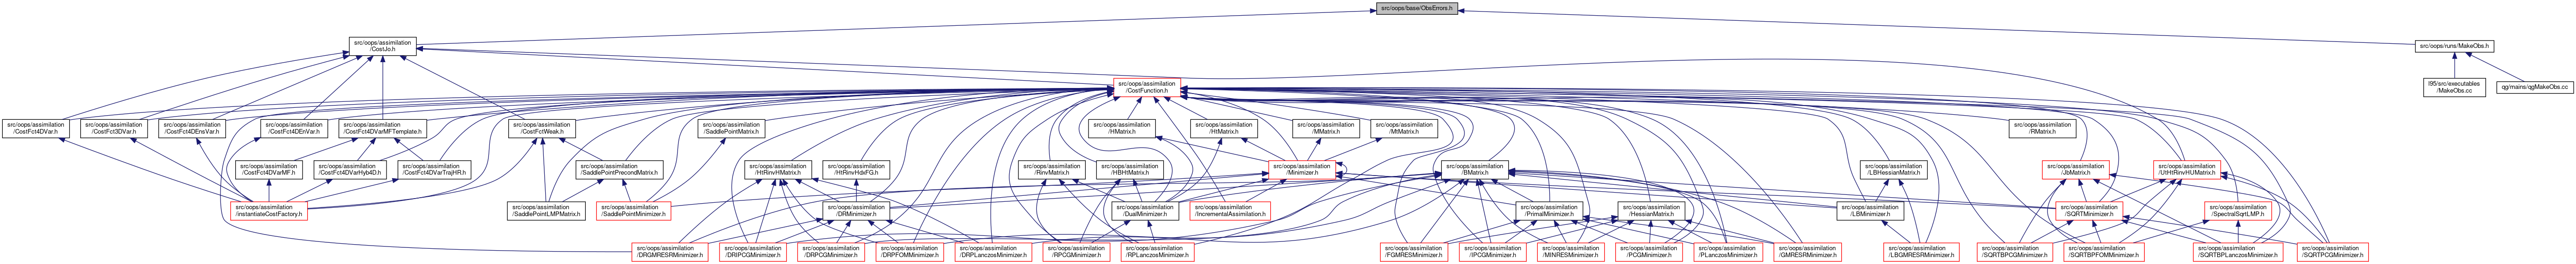 src/oops/base/ObsErrors.h
src/oops/assimilation
/CostJo.h
src/oops/runs/MakeObs.h
src/oops/assimilation
/CostFunction.h
l95/src/executables
/MakeObs.cc
qg/mains/qgMakeObs.cc
src/oops/assimilation
/CostFct4DVar.h
src/oops/assimilation
/CostFct3DVar.h
src/oops/assimilation
/CostFct4DEnsVar.h
src/oops/assimilation
/CostFct4DEnVar.h
src/oops/assimilation
/CostFct4DVarMFTemplate.h
src/oops/assimilation
/CostFctWeak.h
src/oops/assimilation
/SaddlePointMatrix.h
src/oops/assimilation
/HMatrix.h
src/oops/assimilation
/HtMatrix.h
src/oops/assimilation
/MMatrix.h
src/oops/assimilation
/MtMatrix.h
src/oops/assimilation
/RMatrix.h
src/oops/assimilation
/CostFct4DVarMF.h
src/oops/assimilation
/CostFct4DVarHyb4D.h
src/oops/assimilation
/CostFct4DVarTrajHR.h
src/oops/assimilation
/SaddlePointPrecondMatrix.h
src/oops/assimilation
/HtRinvHMatrix.h
src/oops/assimilation
/HtRinvHdxFG.h
src/oops/assimilation
/RinvMatrix.h
src/oops/assimilation
/HBHtMatrix.h
src/oops/assimilation
/Minimizer.h
src/oops/assimilation
/BMatrix.h
src/oops/assimilation
/LBHessianMatrix.h
src/oops/assimilation
/JbMatrix.h
src/oops/assimilation
/UtHtRinvHUMatrix.h
src/oops/assimilation
/instantiateCostFactory.h
src/oops/assimilation
/SaddlePointLMPMatrix.h
src/oops/assimilation
/SaddlePointMinimizer.h
src/oops/assimilation
/DRMinimizer.h
src/oops/assimilation
/DualMinimizer.h
src/oops/assimilation
/IncrementalAssimilation.h
src/oops/assimilation
/PrimalMinimizer.h
src/oops/assimilation
/HessianMatrix.h
src/oops/assimilation
/LBMinimizer.h
src/oops/assimilation
/SQRTMinimizer.h
src/oops/assimilation
/SpectralSqrtLMP.h
src/oops/assimilation
/DRGMRESRMinimizer.h
src/oops/assimilation
/DRIPCGMinimizer.h
src/oops/assimilation
/DRPCGMinimizer.h
src/oops/assimilation
/DRPFOMMinimizer.h
src/oops/assimilation
/DRPLanczosMinimizer.h
src/oops/assimilation
/RPCGMinimizer.h
src/oops/assimilation
/RPLanczosMinimizer.h
src/oops/assimilation
/FGMRESMinimizer.h
src/oops/assimilation
/IPCGMinimizer.h
src/oops/assimilation
/MINRESMinimizer.h
src/oops/assimilation
/PCGMinimizer.h
src/oops/assimilation
/PLanczosMinimizer.h
src/oops/assimilation
/GMRESRMinimizer.h
src/oops/assimilation
/LBGMRESRMinimizer.h
src/oops/assimilation
/SQRTBPCGMinimizer.h
src/oops/assimilation
/SQRTBPFOMMinimizer.h
src/oops/assimilation
/SQRTBPLanczosMinimizer.h
src/oops/assimilation
/SQRTPCGMinimizer.h